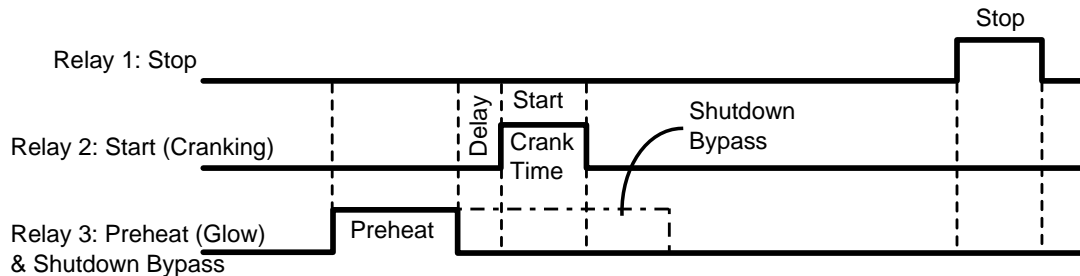 Stop
Relay 1: Stop
Delay
Start
Shutdown
Bypass
Relay 2: Start (Cranking)
Crank
Time
Relay 3: Preheat (Glow)
& Shutdown Bypass
Preheat